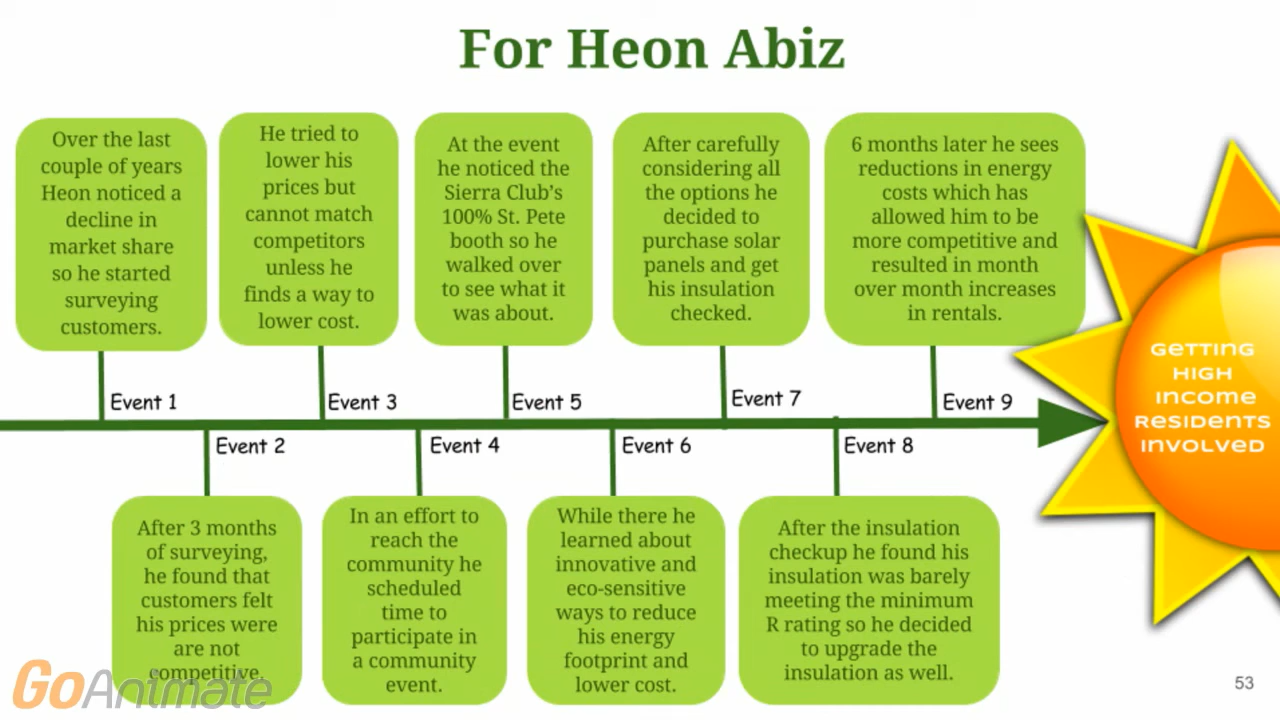 For Heon Abiz
Over the last
couple of years
Heon noticed a
decline in
market share
so he started
surveying
customers.
He tried to
lower his
prices but
cannot match
competitors
unless he
finds a way to
lower cost.
At the event
he noticed the
Sierra Club’s
100% St. Pete
booth so he
walked over
to see what it
was about.
After carefully
considering all
the options he
decided to
purchase solar
panels and get
his insulation
checked.
6 months later he sees
reductions in energy
costs which has
allowed him to be
more competitive and
resulted in month
over month increases
in rentals.
Event 1
Event 3
Event 5
Event 7
Event 9
GETTING
HIGH
INCOME
RESIDENTS
INVOLVED
Event 2
Event 4
Event 6
Event 8
After 3 months
of surveying,
he found that
customers felt
his prices were
are not
competitive.
In an effort to
reach the
community he
scheduled
time to
participate in
a community
event.
While there he
learned about
innovative and
eco-sensitive
ways to reduce
his energy
footprint and
lower cost.
After the insulation
checkup he found his
insulation was barely
meeting the minimum
R rating so he decided
to upgrade the
insulation as well.
GoAnimate
53